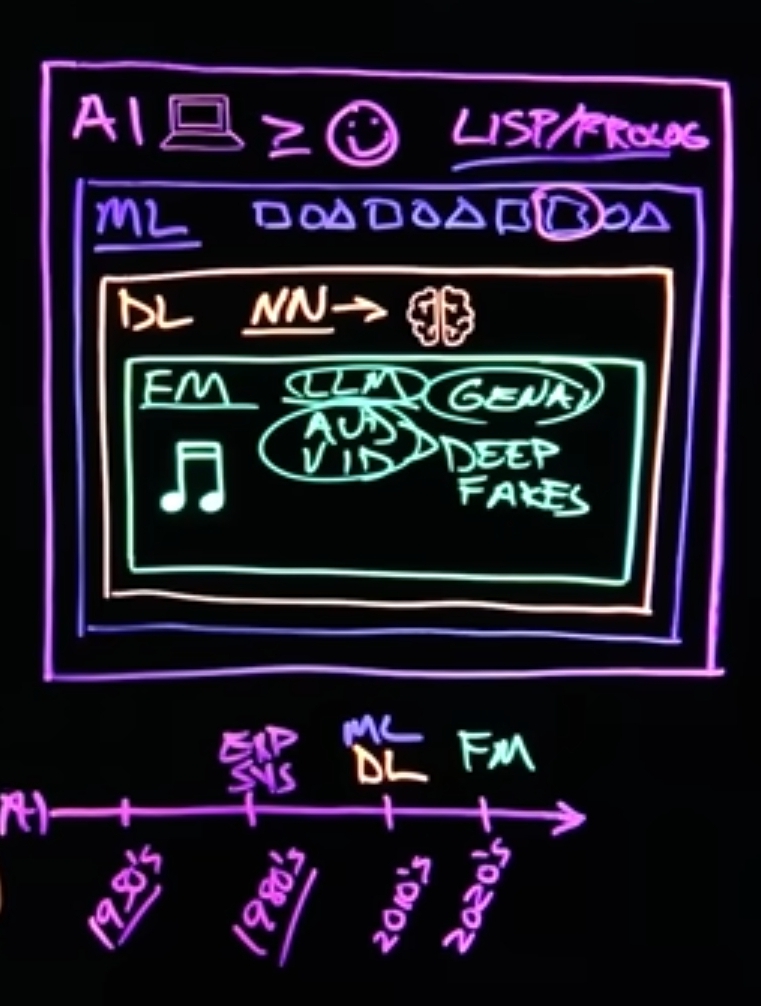 AI ≥ LISP/PROLOG
ML
DL NN →
FM LLM GENAI
AUD
VID DEEP
FAKES
EXP
SYS
ML
DL
FM
1950's 1980's 2010's 2020's